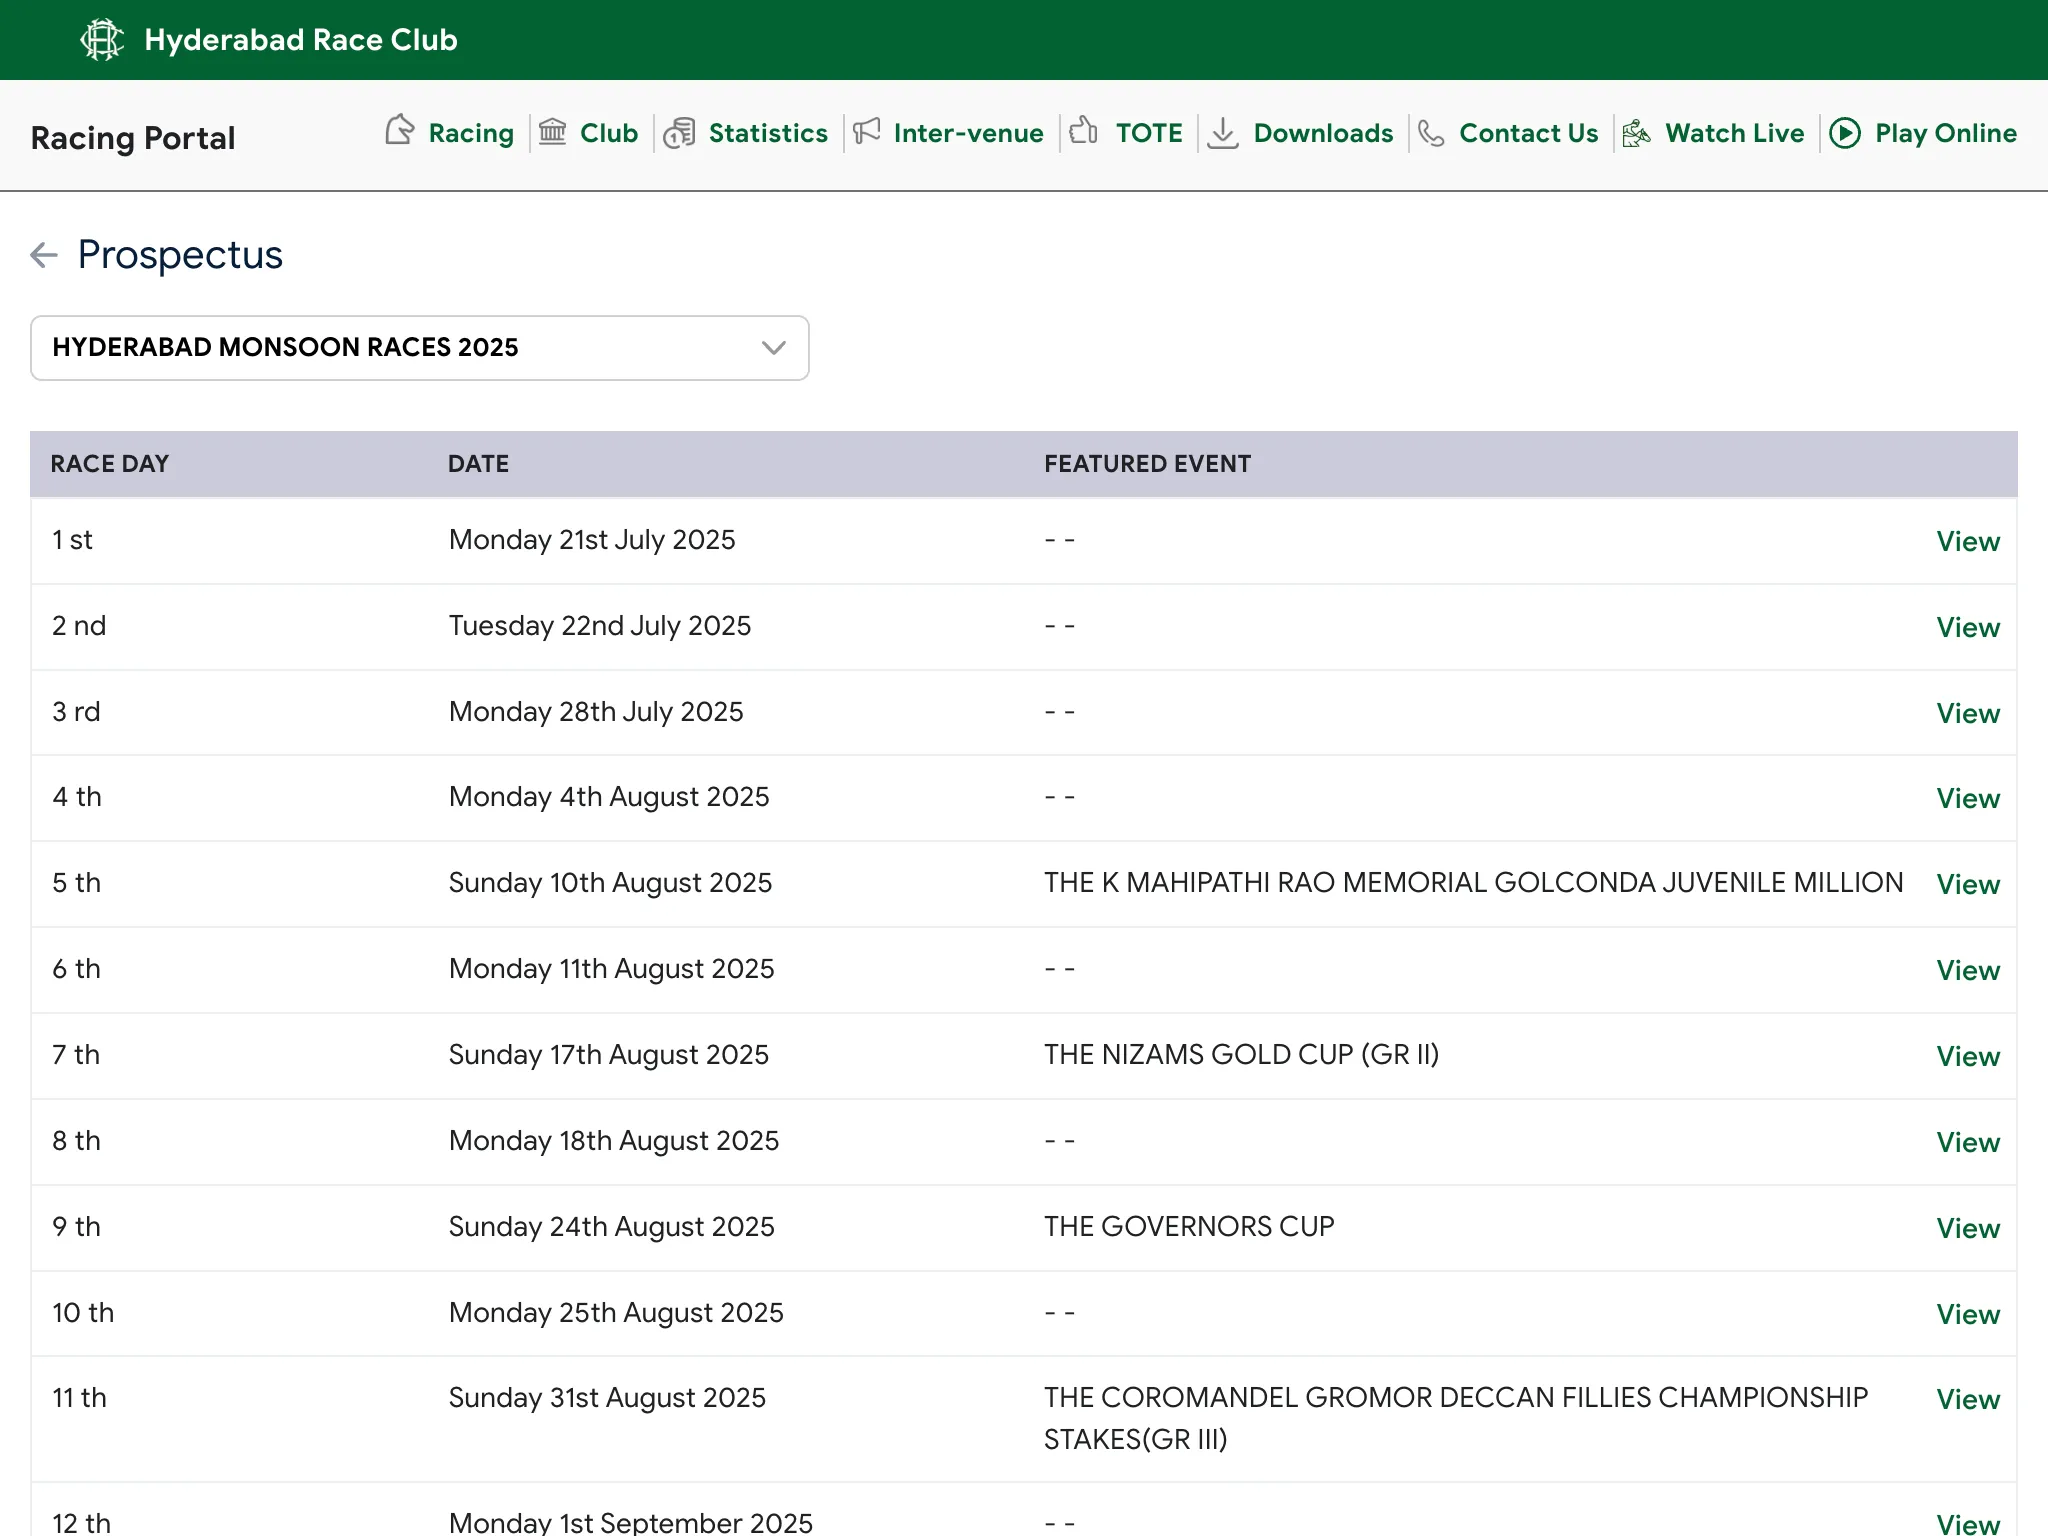 Hyderabad Race Club
Racing Portal
Racing
Club
Statistics
Inter-venue
TOTE
Downloads
Contact Us
Watch Live
Play Online
Prospectus
HYDERABAD MONSOON RACES 2025
RACE DAY DATE FEATURED EVENT
1 st Monday 21st July 2025 - - View
2 nd Tuesday 22nd July 2025 - - View
3 rd Monday 28th July 2025 - - View
4 th Monday 4th August 2025 - - View
5 th Sunday 10th August 2025 THE K MAHIPATHI RAO MEMORIAL GOLCONDA JUVENILE MILLION View
6 th Monday 11th August 2025 - - View
7 th Sunday 17th August 2025 THE NIZAMS GOLD CUP (GR II) View
8 th Monday 18th August 2025 - - View
9 th Sunday 24th August 2025 THE GOVERNORS CUP View
10 th Monday 25th August 2025 - - View
11 th Sunday 31st August 2025 THE COROMANDEL GROMOR DECCAN FILLIES CHAMPIONSHIP View
STAKES(GR III)
12 th Monday 1st September 2025 - - View